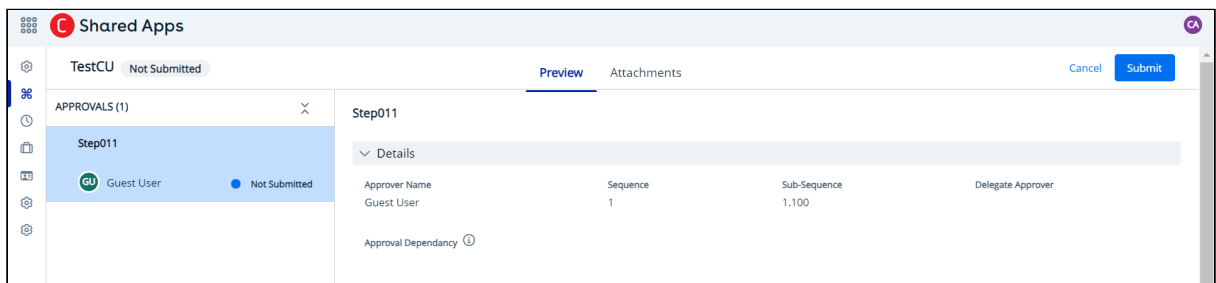 C Shared Apps
CA
TestCU Not Submitted
Preview Attachments
Cancel Submit
APPROVALS (1)
Step011
GU Guest User Not Submitted
Step011
Details
Approver Name Sequence Sub-Sequence Delegate Approver
Guest User 1 1.100
Approval Dependancy